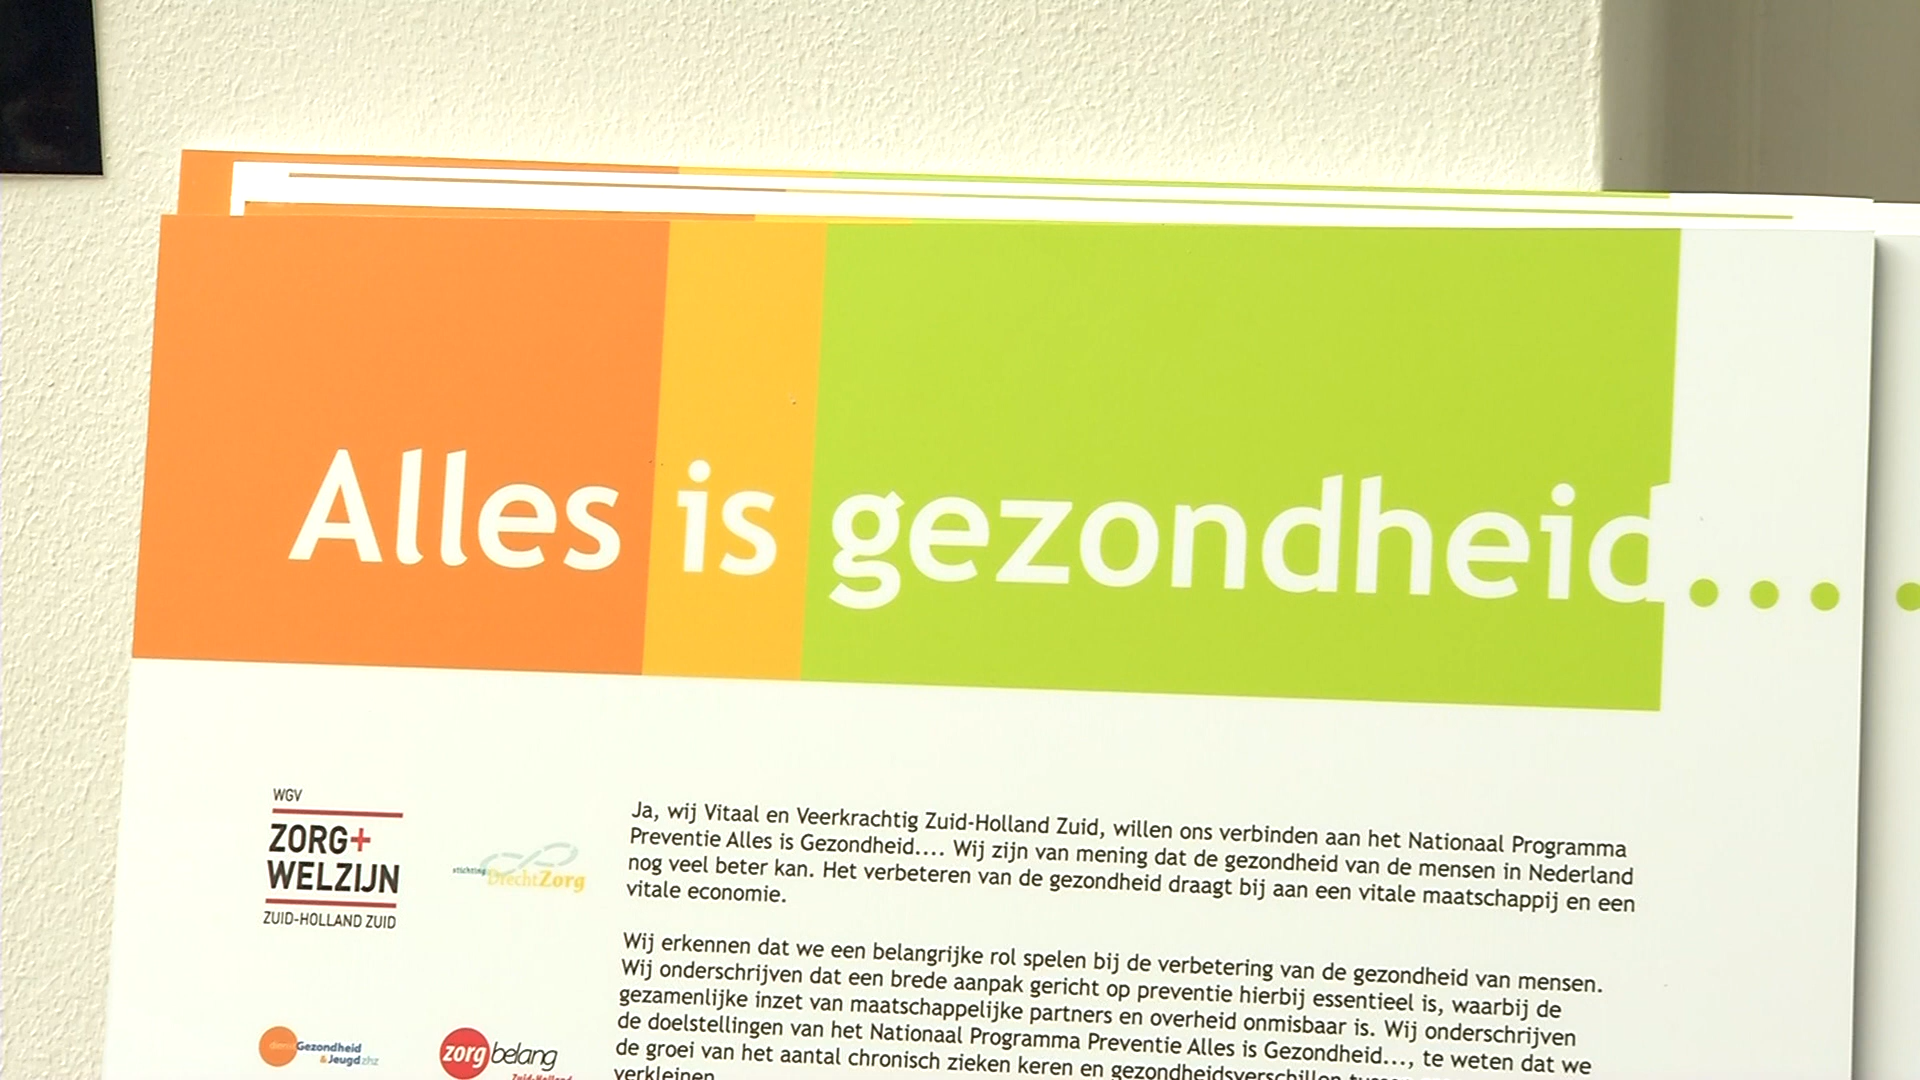 Alles is gezondheid....
WGV
ZORG+
WELZIJN
ZUID-HOLLAND ZUID
stichting DrechtZorg
dienst Gezondheid
& Jeugd zhz
zorgbelang
Zuid-Holland
Ja, wij Vitaal en Veerkrachtig Zuid-Holland Zuid, willen ons verbinden aan het Nationaal Programma
Preventie Alles is Gezondheid.... Wij zijn van mening dat de gezondheid van de mensen in Nederland
nog veel beter kan. Het verbeteren van de gezondheid draagt bij aan een vitale maatschappij en een
vitale economie.
Wij erkennen dat we een belangrijke rol spelen bij de verbetering van de gezondheid van mensen.
Wij onderschrijven dat een brede aanpak gericht op preventie hierbij essentieel is, waarbij de
gezamenlijke inzet van maatschappelijke partners en overheid onmisbaar is. Wij onderschrijven
de doelstellingen van het Nationaal Programma Preventie Alles is Gezondheid..., te weten dat we
de groei van het aantal chronisch zieken keren en gezondheidsverschillen
verkleinen